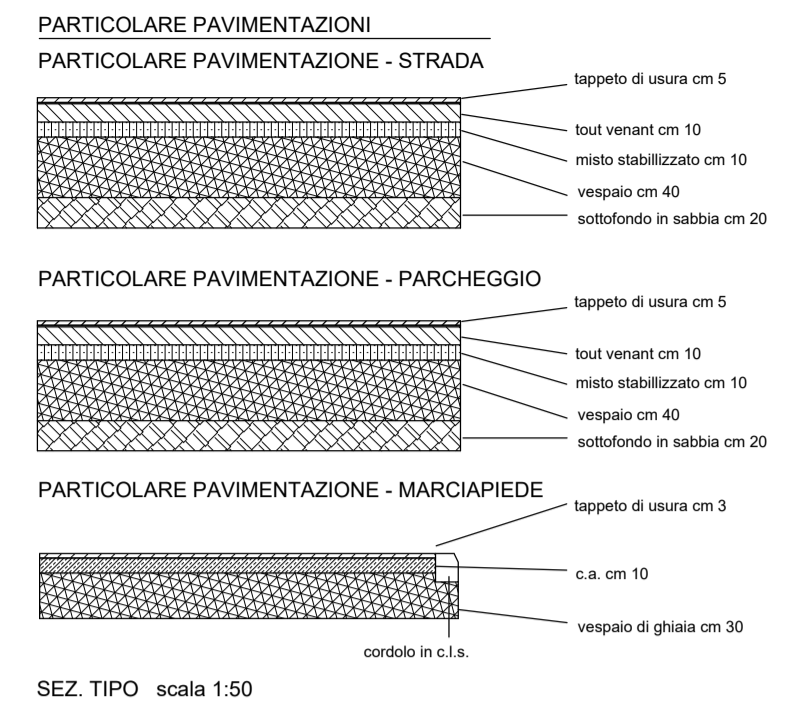 PARTICOLARE PAVIMENTAZIONI
PARTICOLARE PAVIMENTAZIONE - STRADA
tappeto di usura cm 5
tout venant cm 10
misto stabillizzato cm 10
vespaio cm 40
sottofondo in sabbia cm 20
PARTICOLARE PAVIMENTAZIONE - PARCHEGGIO
tappeto di usura cm 5
tout venant cm 10
misto stabillizzato cm 10
vespaio cm 40
sottofondo in sabbia cm 20
PARTICOLARE PAVIMENTAZIONE - MARCIAPIEDE
tappeto di usura cm 3
c.a. cm 10
vespaio di ghiaia cm 30
cordolo in c.l.s.
SEZ. TIPO scala 1:50